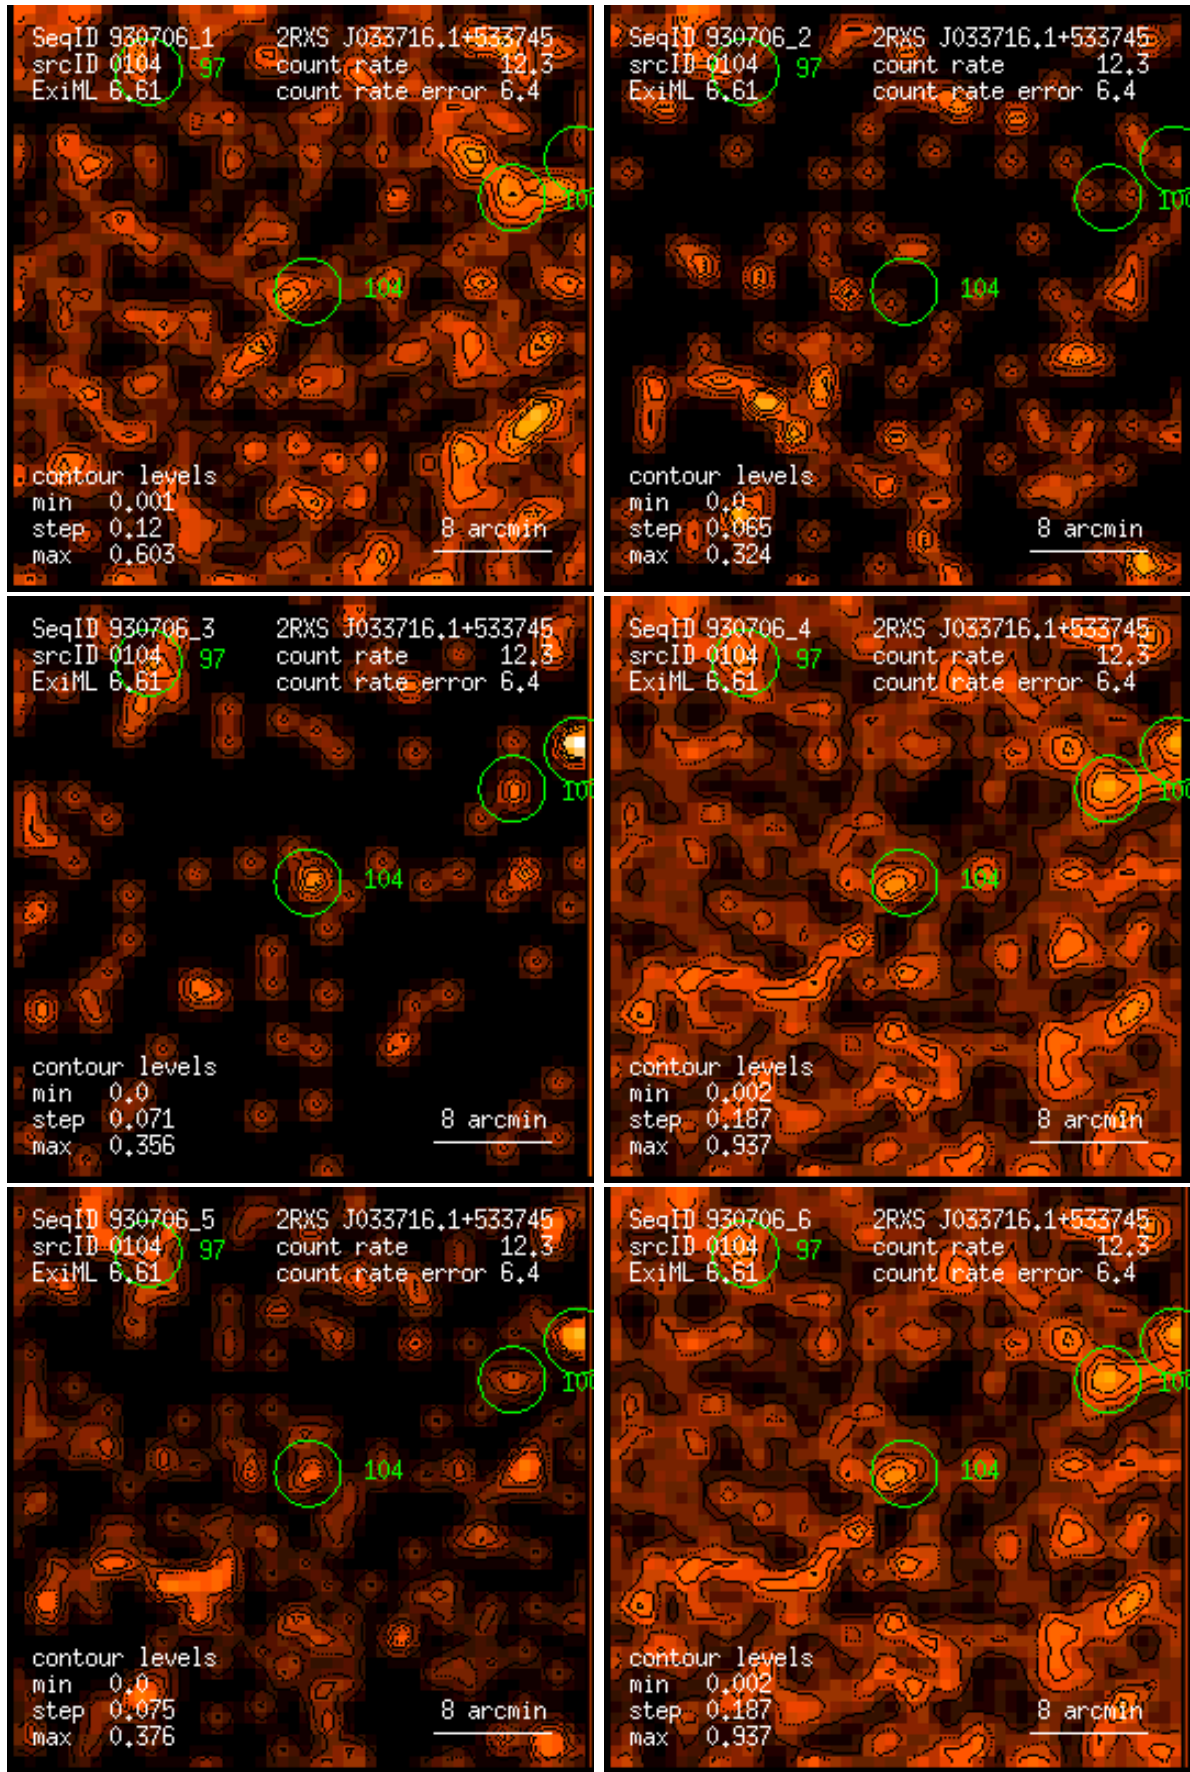 SeqID 930706_1 2RXS J033716.1+533745
srcID 0104 97 count rate 12.3
ExiML 6.61 count rate error 6.4
104
contour levels
min 0.001
step 0.12 8 arcmin
max 0.603
SeqID 930706_2 2RXS J033716.1+533745
srcID 0104 97 count rate 12.3
ExiML 6.61 count rate error 6.4
104
contour levels
min 0.0
step 0.065 8 arcmin
max 0.324
SeqID 930706_3 2RXS J033716.1+533745
srcID 0104 97 count rate 12.3
ExiML 6.61 count rate error 6.4
104
contour levels
min 0.0
step 0.071 8 arcmin
max 0.356
SeqID 930706_4 2RXS J033716.1+533745
srcID 0104 97 count rate 12.3
ExiML 6.61 count rate error 6.4
104
contour levels
min 0.002
step 0.187 8 arcmin
max 0.937
SeqID 930706_5 2RXS J033716.1+533745
srcID 0104 97 count rate 12.3
ExiML 6.61 count rate error 6.4
104
contour levels
min 0.0
step 0.075 8 arcmin
max 0.376
SeqID 930706_6 2RXS J033716.1+533745
srcID 0104 97 count rate 12.3
ExiML 6.61 count rate error 6.4
104
contour levels
min 0.002
step 0.187 8 arcmin
max 0.937